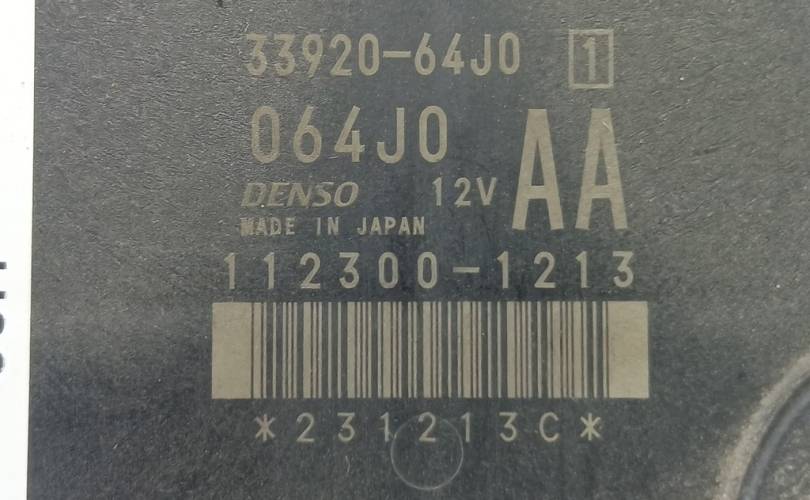 33920-64J0 1
064J0
AA
DENSO 12V
MADE IN JAPAN
112300-1213
*231213C*